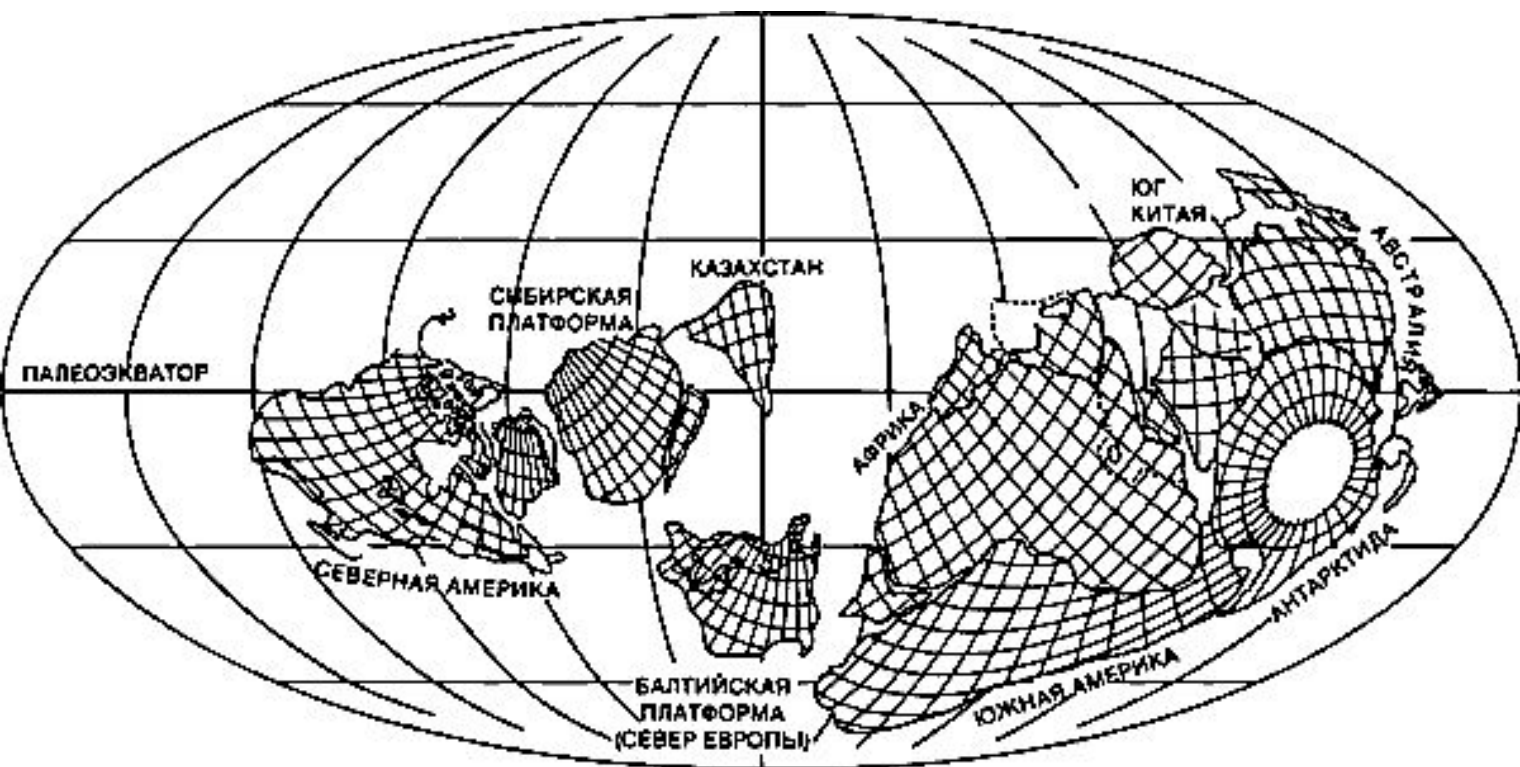 ЮГ
КИТАЯ
АВСТРАЛИЯ
КАЗАХСТАН
СИБИРСКАЯ
ПЛАТФОРМА
ПАЛЕОЭКВАТОР
АФРИКА
СЕВЕРНАЯ АМЕРИКА
АНТАРКТИДА
ЮЖНАЯ АМЕРИКА
БАЛТИЙСКАЯ
ПЛАТФОРМА
(СЕВЕР ЕВРОПЫ)